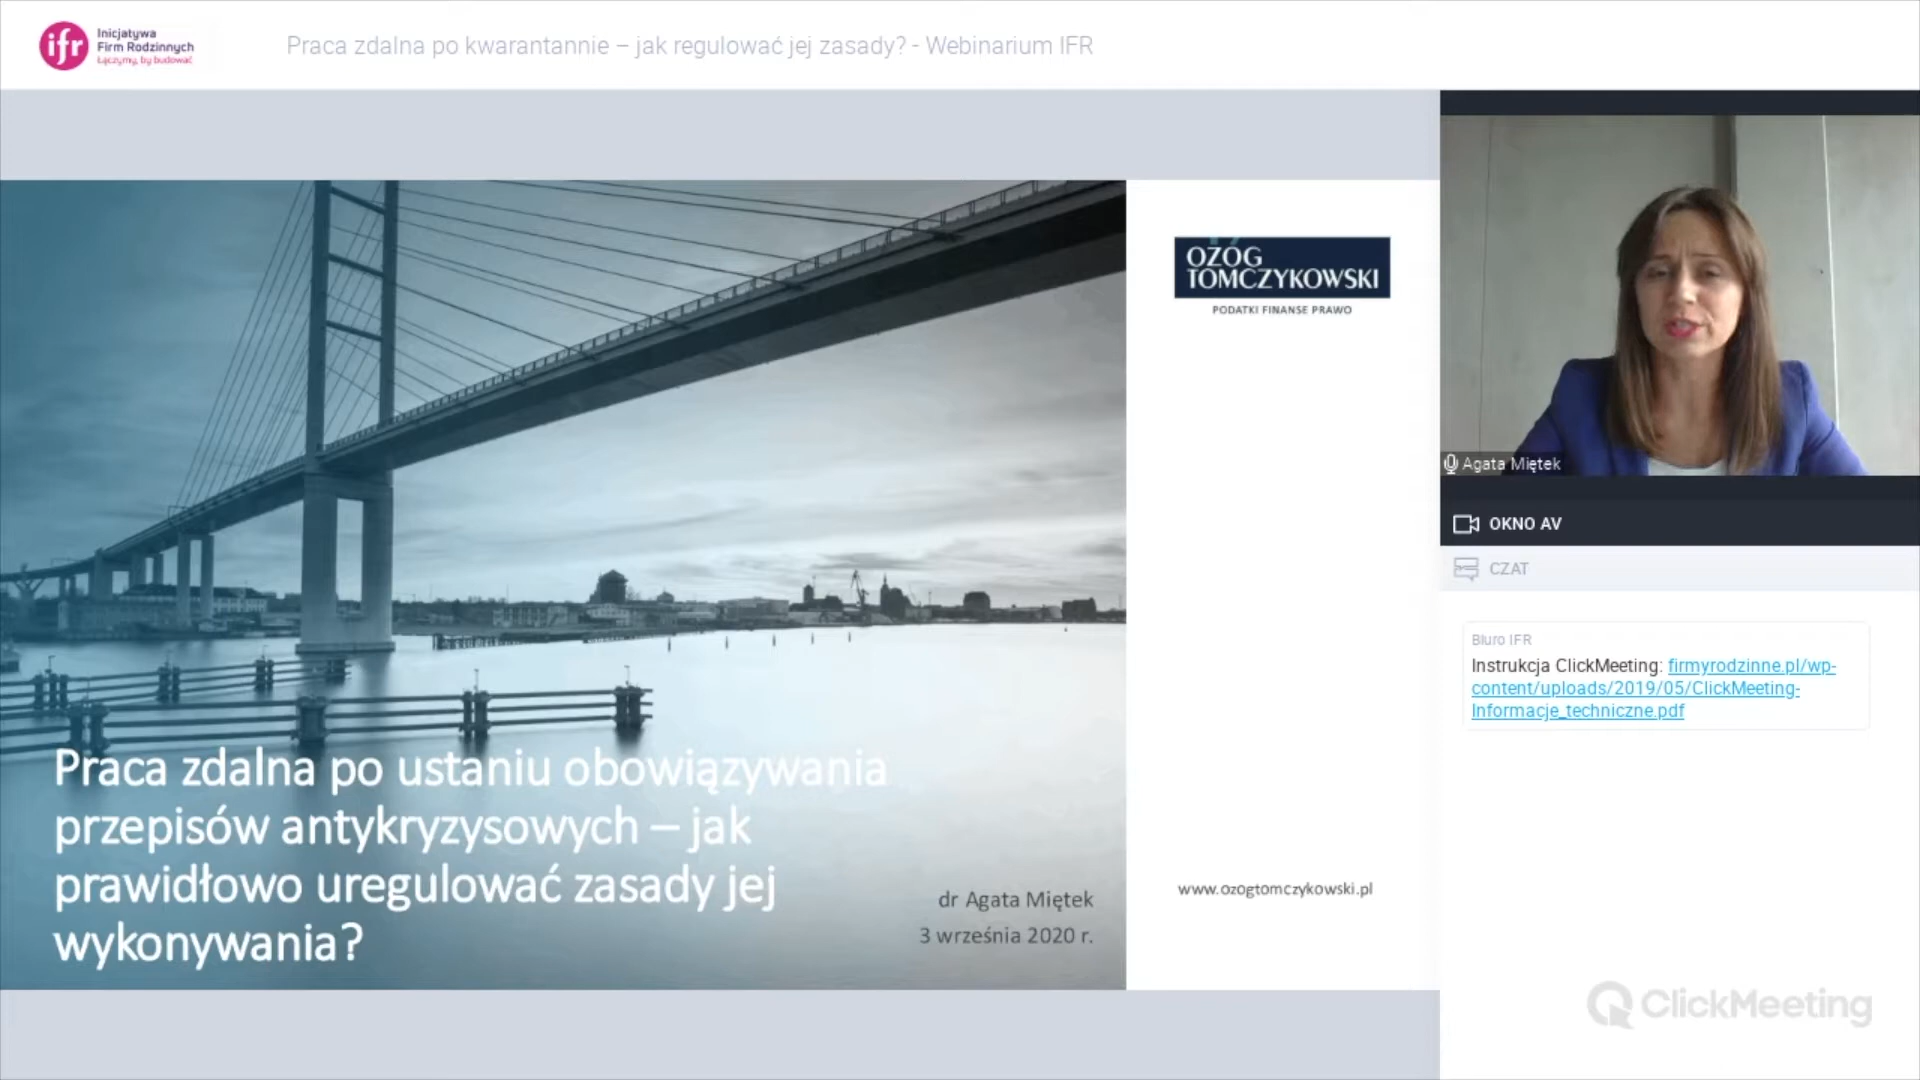 ifr
Inicjatywa
Firm Rodzinnych
Łączymy, by budować
Praca zdalna po kwarantannie – jak regulować jej zasady? - Webinarium IFR
OŻÓG
TOMCZYKOWSKI
PODATKI FINANSE PRAWO
Praca zdalna po ustaniu obowiązywania
przepisów antykryzysowych – jak
prawidłowo uregulować zasady jej
wykonywania?
dr Agata Miętek
3 września 2020 r.
www.ozogtomczykowski.pl
Agata Miętek
OKNO AV
CZAT
Biuro IFR
Instrukcja ClickMeeting: firmyrodzinne.pl/wp-
content/uploads/2019/05/ClickMeeting-
Informacje_techniczne.pdf
ClickMeeting